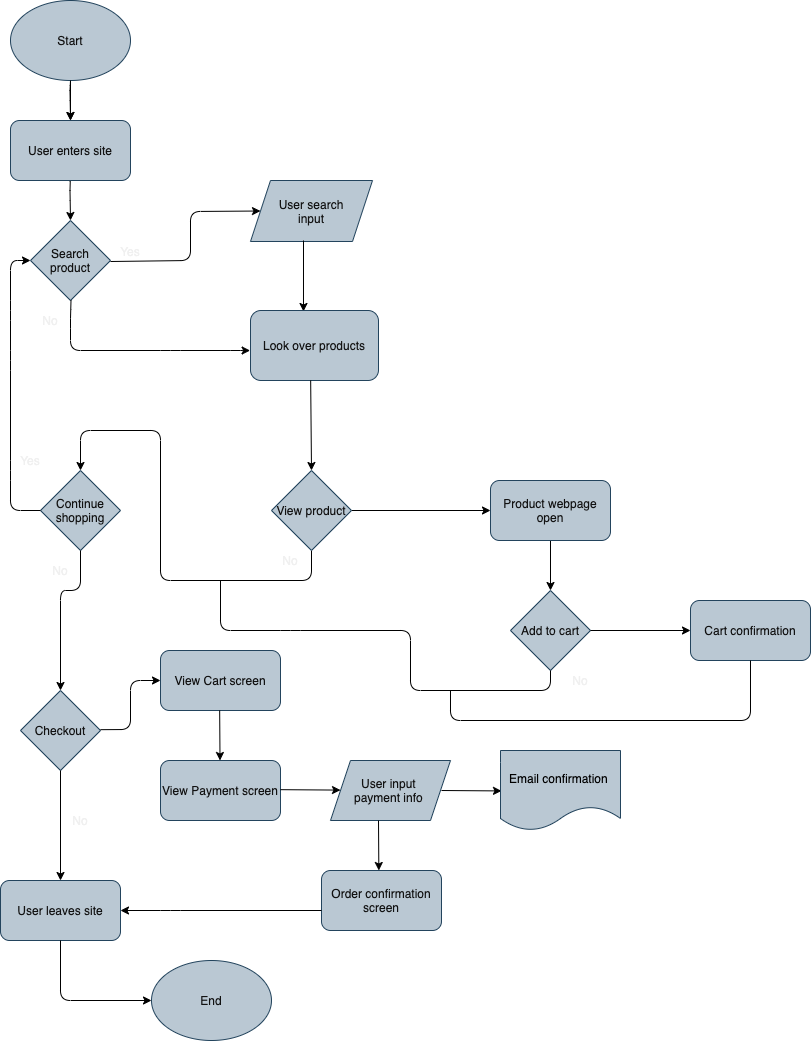 Start
User enters site
User search
input
Search
product
Yes
No
Look over products
Yes
Continue
shopping
View product
Product webpage
open
No
No
Add to cart
Cart confirmation
No
View Cart screen
Checkout
View Payment screen
User input
payment info
Email confirmation
No
Order confirmation
screen
User leaves site
End